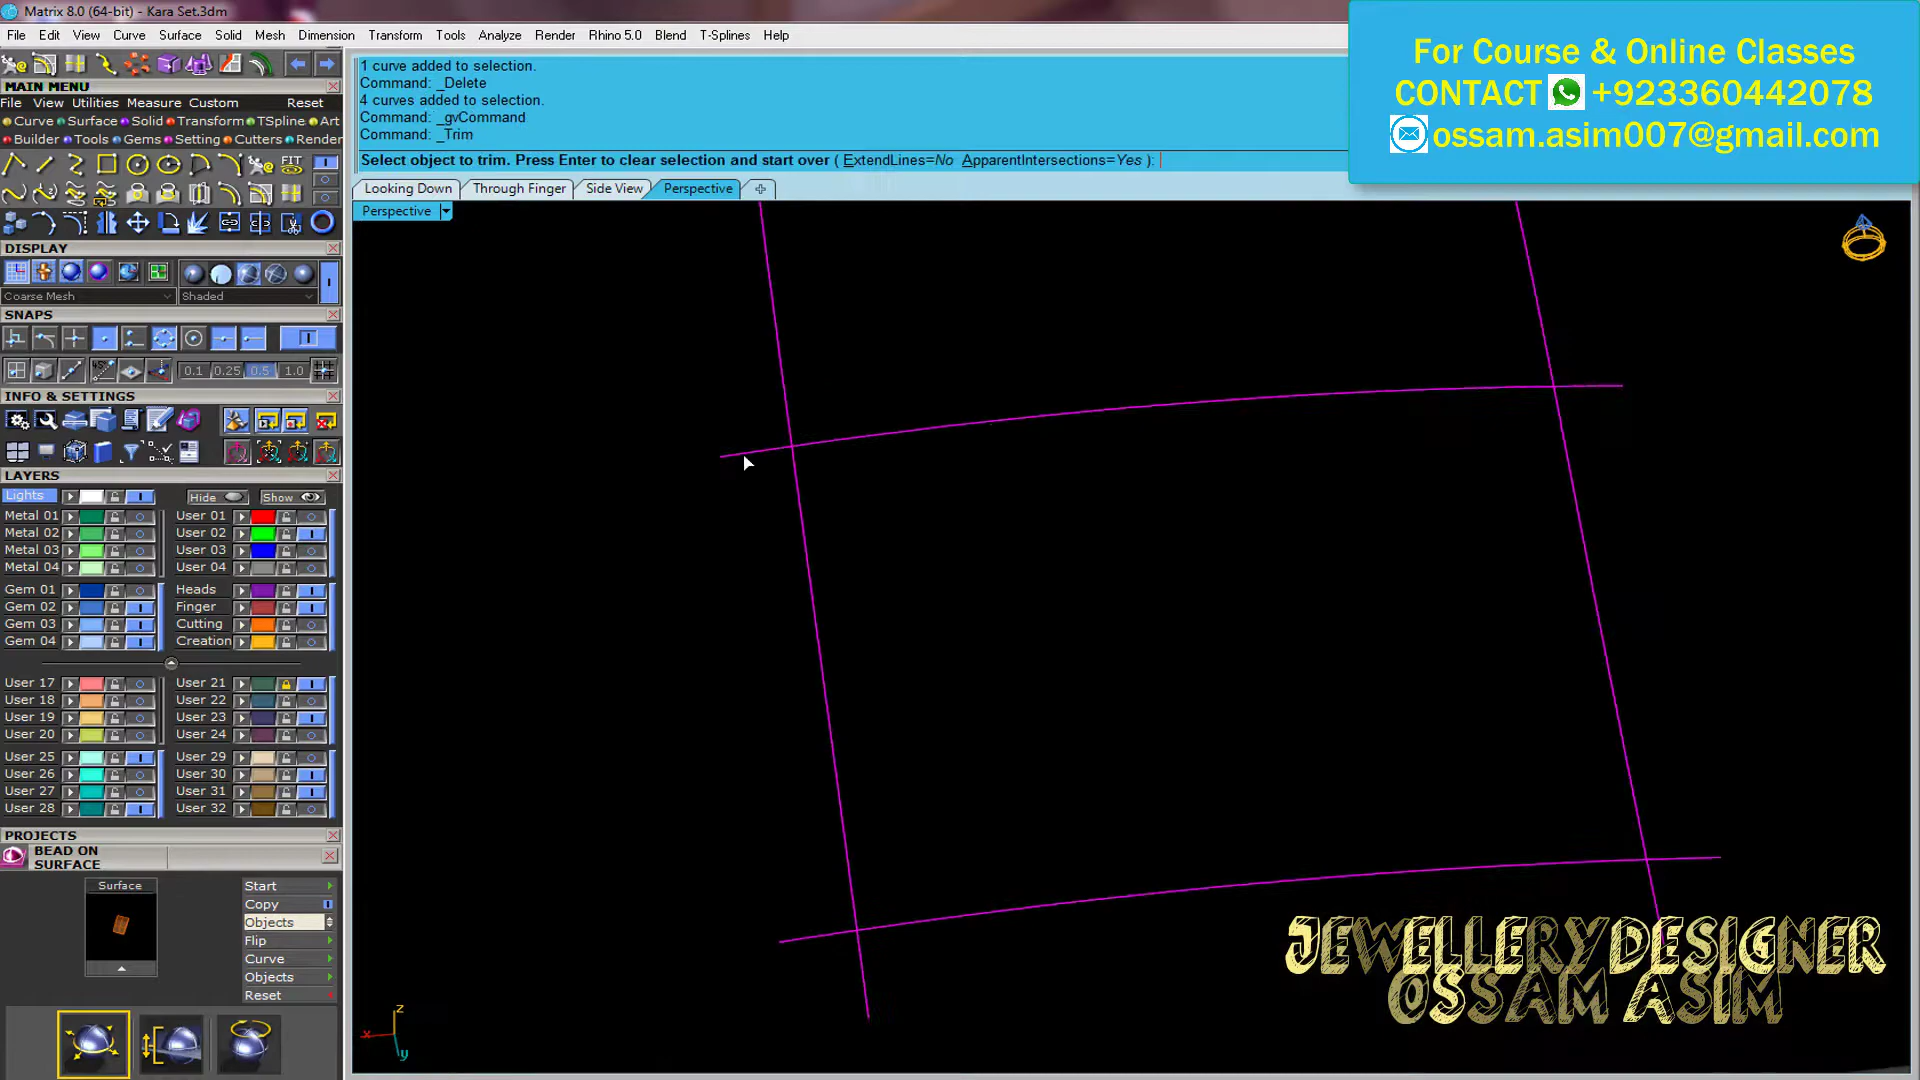 Matrix 8.0 (64-bit) - Kara Set.3dm
File Edit View Curve Surface Solid Mesh Dimension Transform Tools Analyze Render Rhino 5.0 Blend T-Splines Help
1 curve added to selection.
Command: _Delete
4 curves added to selection.
Command: _gvCommand
Command: _Trim
Select object to trim. Press Enter to clear selection and start over ( ExtendLines=No ApparentIntersections=Yes ):
For Course & Online Classes
CONTACT +923360442078
ossam.asim007@gmail.com
MAIN MENU
File View Utilities Measure Custom Reset
Curve Surface Solid Transform TSpline Art
Builder Tools Gems Setting Cutters Render
FIT
Looking Down Through Finger Side View Perspective
Perspective
DISPLAY
Coarse Mesh Shaded
SNAPS
0.1 0.25 0.5 1.0
INFO & SETTINGS
LAYERS
Lights Hide Show
Metal 01 User 01
Metal 02 User 02
Metal 03 User 03
Metal 04 User 04
Gem 01 Heads
Gem 02 Finger
Gem 03 Cutting
Gem 04 Creation
User 17 User 21
User 18 User 22
User 19 User 23
User 20 User 24
User 25 User 29
User 26 User 30
User 27 User 31
User 28 User 32
PROJECTS
BEAD ON
SURFACE
Surface
Start
Copy
Objects
Flip
Curve
Objects
Reset
z
x
y
JEWELLERY DESIGNER
OSSAM ASIM